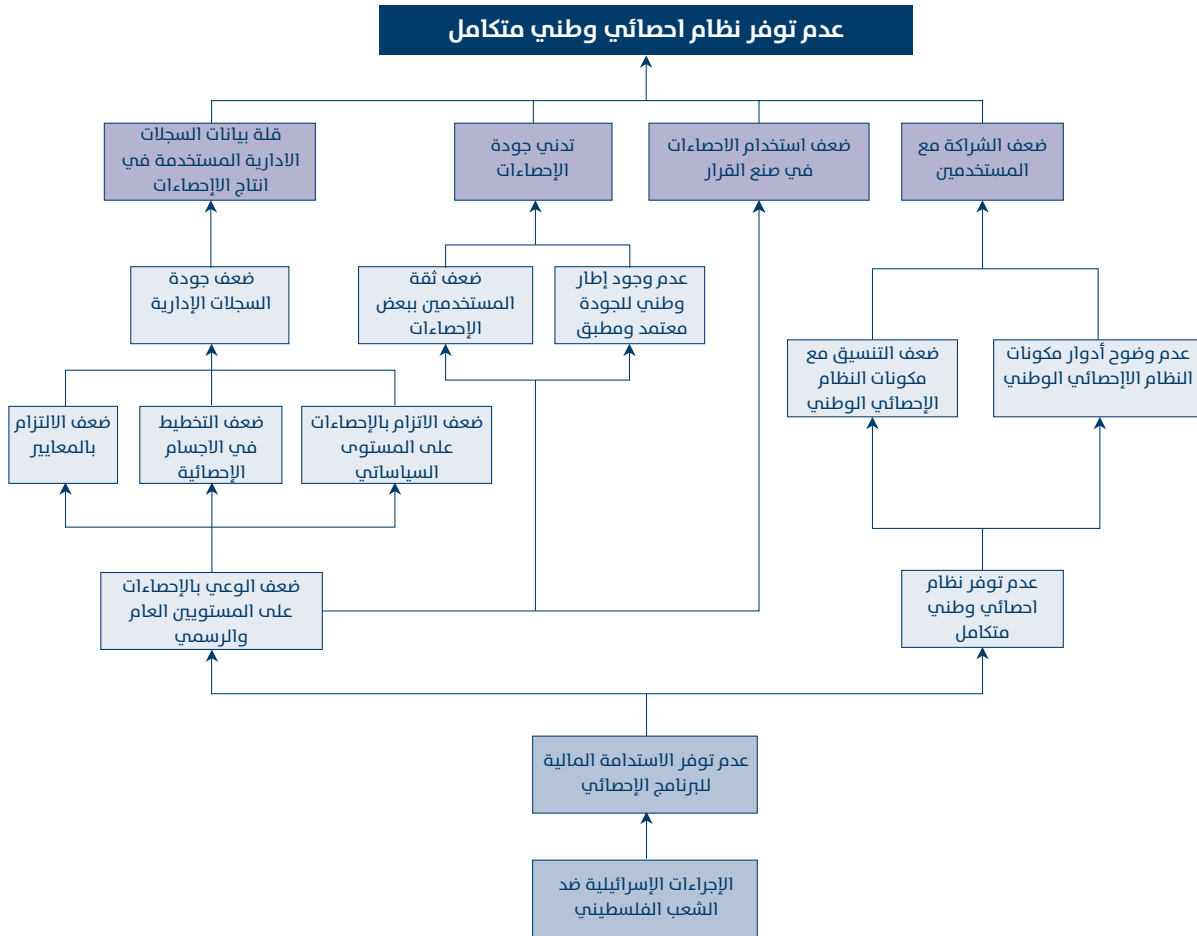 عدم توفر نظام احصائي وطني متكامل
ضعف الشراكة مع
المستخدمين
ضعف استخدام الاحصاءات
في صنع القرار
تدني جودة
الإحصاءات
قلة بيانات السجلات
الادارية المستخدمة في
انتاج الاإحصاءات
عدم وجود إطار
وطني للجودة
معتمد ومطبق
ضعف ثقة
المستخدمين ببعض
الإحصاءات
ضعف جودة
السجلات الإدارية
عدم وضوح أدوار مكونات
النظام الاإحصائي الوطني
ضعف التنسيق مع
مكونات النظام
الإحصائي الوطني
ضعف الاتزام بالإحصاءات
على المستوى
السياساتي
ضعف التخطيط
في الاجسام
الإحصائية
ضعف الالتزام
بالمعايير
عدم توفر نظام
احصائي وطني
متكامل
ضعف الوعي بالإحصاءات
على المستويين العام
والرسمي
عدم توفر الاستدامة المالية
للبرنامج الإحصائي
الإجراءات الإسرائيلية ضد
الشعب الفلسطيني